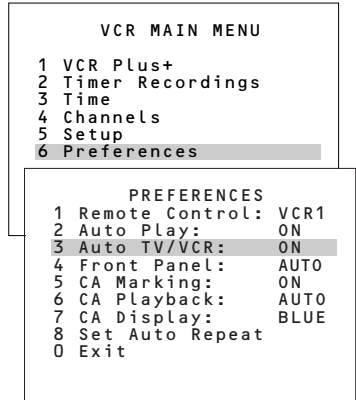 VCR MAIN MENU
1 VCR Plus+
2 Timer Recordings
3 Time
4 Channels
5 Setup
6 Preferences
PREFERENCES
1 Remote Control: VCR1
2 Auto Play: ON
3 Auto TV/VCR: ON
4 Front Panel: AUTO
5 CA Marking: ON
6 CA Playback: AUTO
7 CA Display: BLUE
8 Set Auto Repeat
0 Exit